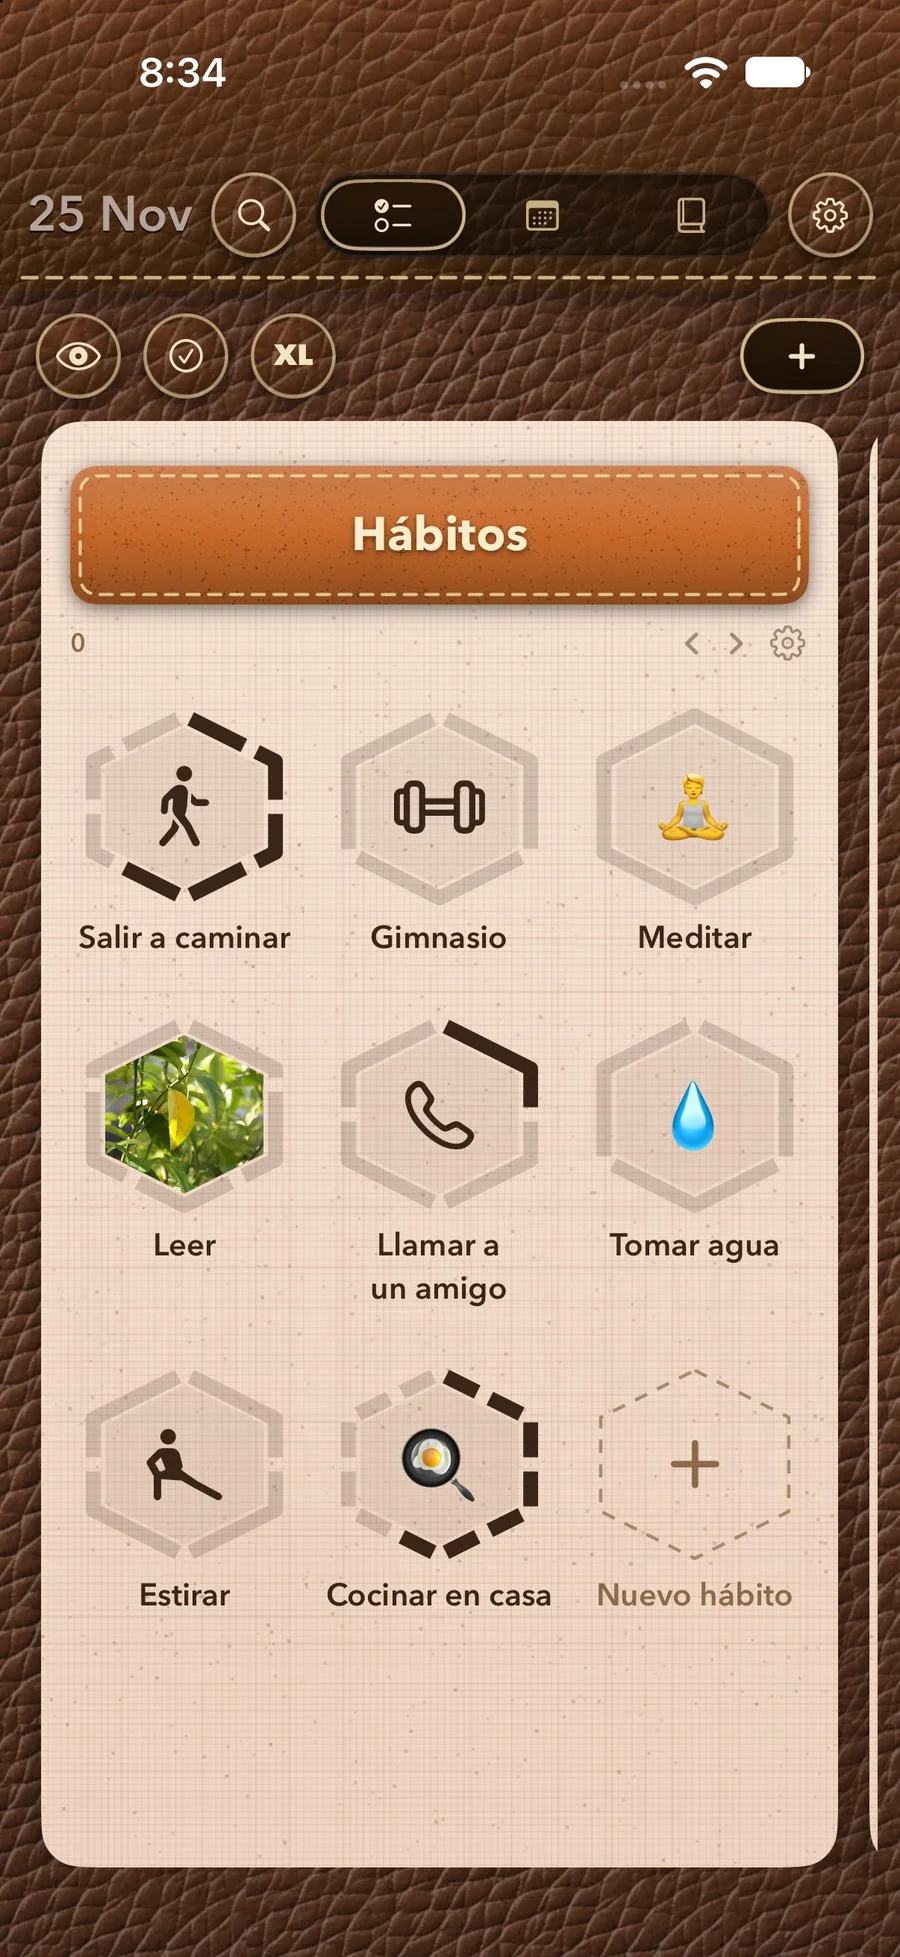 8:34
25 Nov
XL
Hábitos
0
Salir a caminar
Gimnasio
Meditar
Leer
Llamar a
un amigo
Tomar agua
Estirar
Cocinar en casa
Nuevo hábito